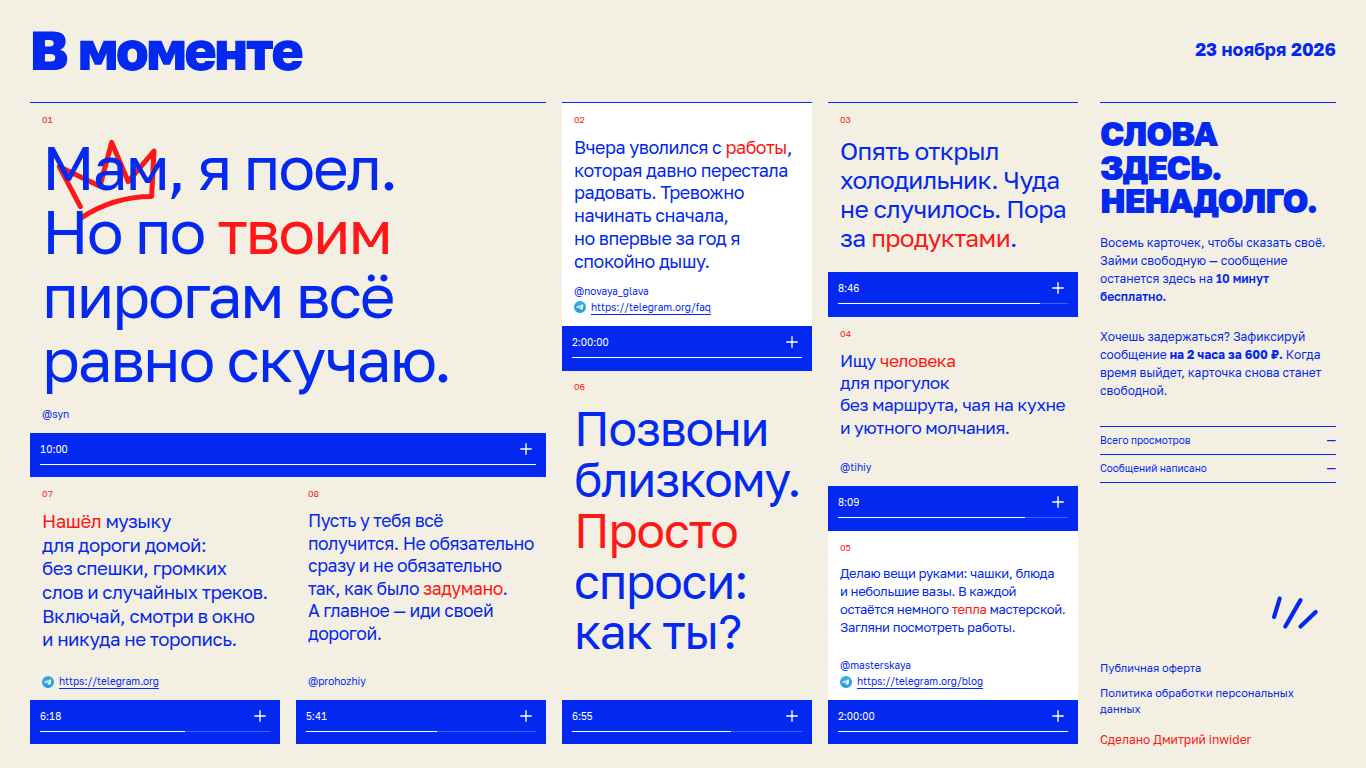 В моменте
23 ноября 2026
01
Мам, я поел.
Но по твоим
пирогам всё
равно скучаю.
@syn
10:00
02
Вчера уволился с работы,
которая давно перестала
радовать. Тревожно
начинать сначала,
но впервые за год я
спокойно дышу.
@novaya_glava
https://telegram.org/faq
2:00:00
03
Опять открыл
холодильник. Чуда
не случилось. Пора
за продуктами.
8:46
04
Ищу человека
для прогулок
без маршрута, чая на кухне
и уютного молчания.
@tihiy
8:09
05
Делаю вещи руками: чашки, блюда
и небольшие вазы. В каждой
остаётся немного тепла мастерской.
Загляни посмотреть работы.
@masterskaya
https://telegram.org/blog
2:00:00
06
Позвони
близкому.
Просто
спроси:
как ты?
6:55
07
Нашёл музыку
для дороги домой:
без спешки, громких
слов и случайных треков.
Включай, смотри в окно
и никуда не торопись.
https://telegram.org
6:18
08
Пусть у тебя всё
получится. Не обязательно
сразу и не обязательно
так, как было задумано.
А главное — иди своей
дорогой.
@prohozhiy
5:41
СЛОВА
ЗДЕСЬ.
НЕНАДОЛГО.
Восемь карточек, чтобы сказать своё.
Займи свободную — сообщение
останется здесь на 10 минут
бесплатно.
Хочешь задержаться? Зафиксируй
сообщение на 2 часа за 600 ₽. Когда
время выйдет, карточка снова станет
свободной.
Всего просмотров —
Сообщений написано —
Публичная оферта
Политика обработки персональных
данных
Сделано Дмитрий inwider